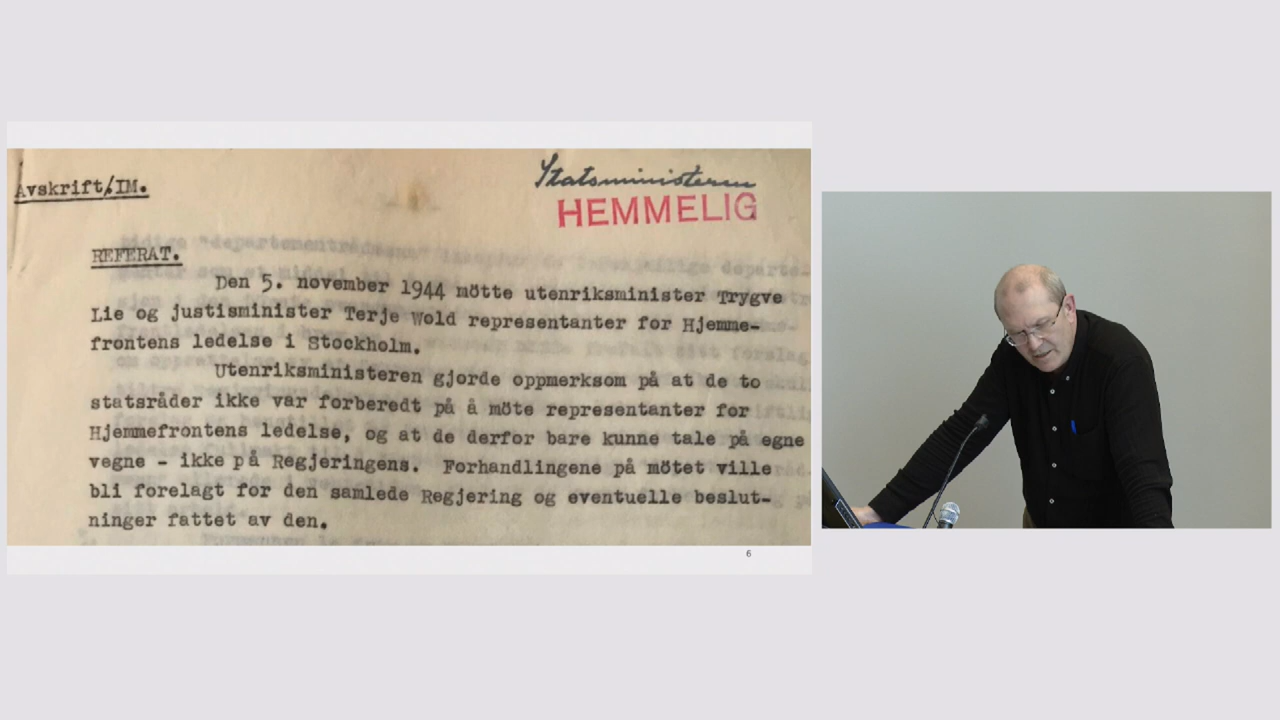 Avskrift/IM.
Statsministeren
HEMMELIG
REFERAT.
Den 5. november 1944 mötte utenriksminister Trygve
Lie og justisminister Terje Wold representanter for Hjemme-
frontens ledelse i Stockholm.
Utenriksministeren gjorde oppmerksom på at de to
statsråder ikke var forberedt på å möte representanter for
Hjemmefrontens ledelse, og at de derfor bare kunne tale på egne
vegne - ikke på Regjeringens. Forhandlingene på mötet ville
bli forelagt for den samlede Regjering og eventuelle beslut-
ninger fattet av den.
6